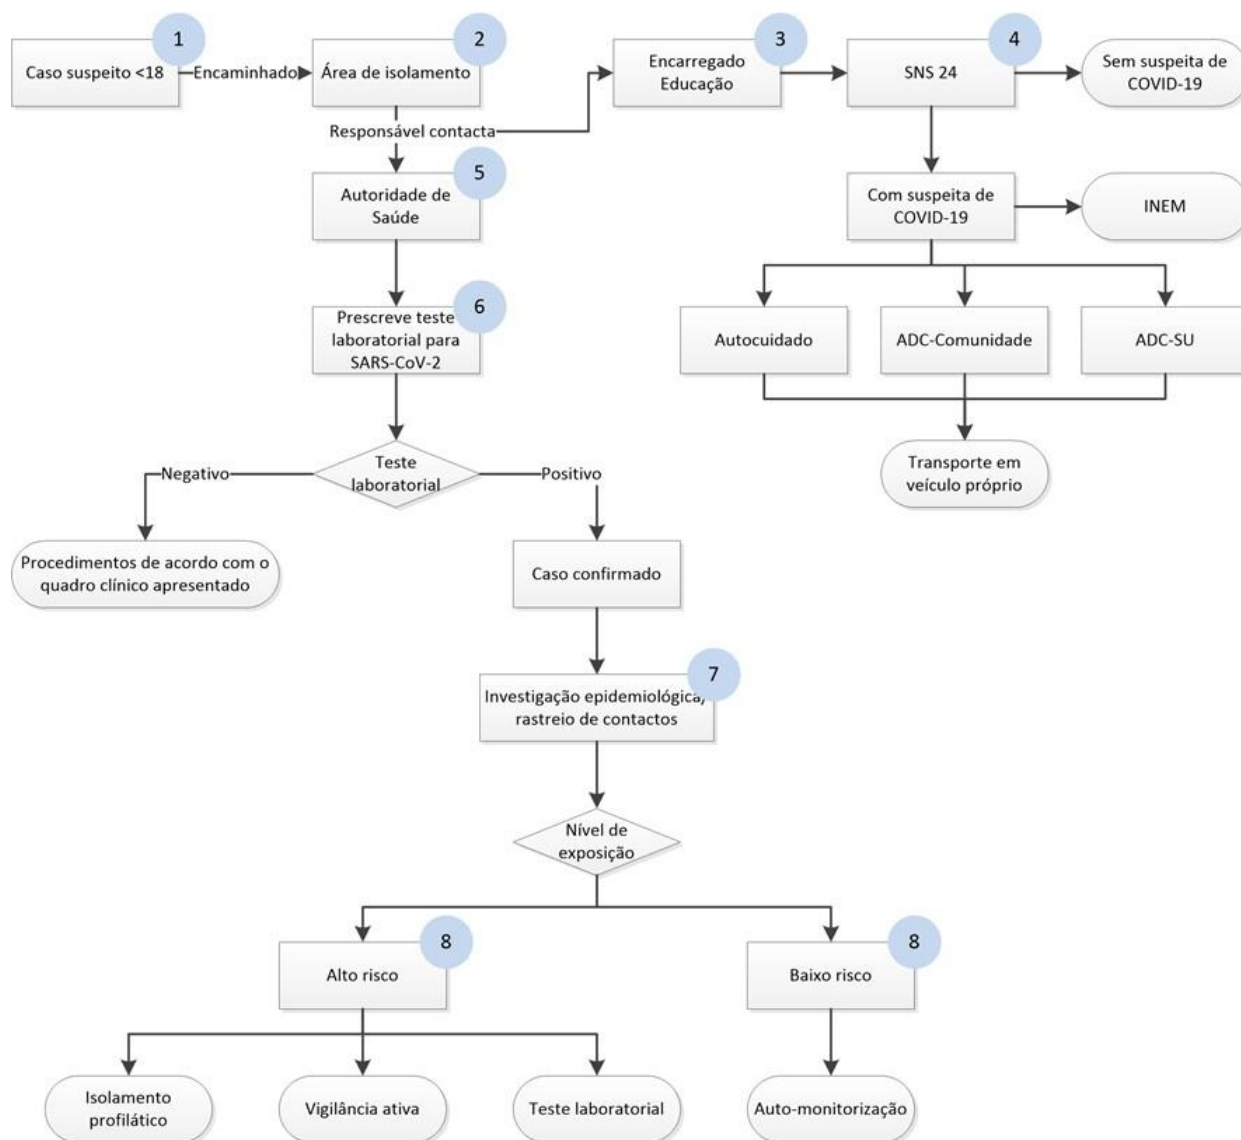 1
Caso suspeito <18
Encaminhado
2
Área de isolamento
3
Encarregado
Educação
4
SNS 24
Sem suspeita de
COVID-19
Responsável contacta
5
Autoridade de
Saúde
Com suspeita de
COVID-19
INEM
6
Prescreve teste
laboratorial para
SARS-CoV-2
Autocuidado
ADC-Comunidade
ADC-SU
Transporte em
veículo próprio
Negativo
Teste
laboratorial
Positivo
Procedimentos de acordo com o
quadro clínico apresentado
Caso confirmado
7
Investigação epidemiológica/
rastreio de contactos
Nível de
exposição
8
Alto risco
8
Baixo risco
Isolamento
profilático
Vigilância ativa
Teste laboratorial
Auto-monitorização